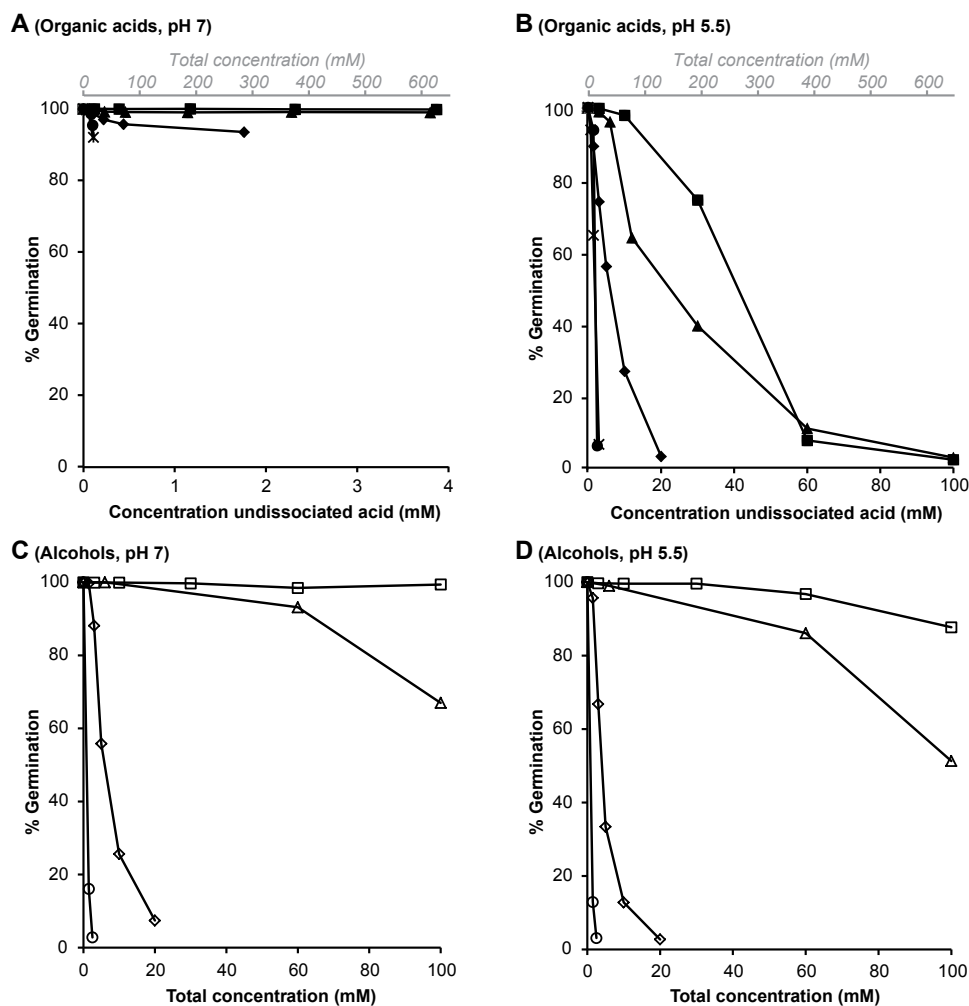 A (Organic acids, pH 7)
Total concentration (mM)
0 100 200 300 400 500 600
100
80
60
40
20
0
% Germination
0 1 2 3 4
Concentration undissociated acid (mM)
B (Organic acids, pH 5.5)
Total concentration (mM)
0 100 200 300 400 500 600
100
80
60
40
20
0
% Germination
0 20 40 60 80 100
Concentration undissociated acid (mM)
C (Alcohols, pH 7)
100
80
60
40
20
0
% Germination
0 20 40 60 80 100
Total concentration (mM)
D (Alcohols, pH 5.5)
100
80
60
40
20
0
% Germination
0 20 40 60 80 100
Total concentration (mM)